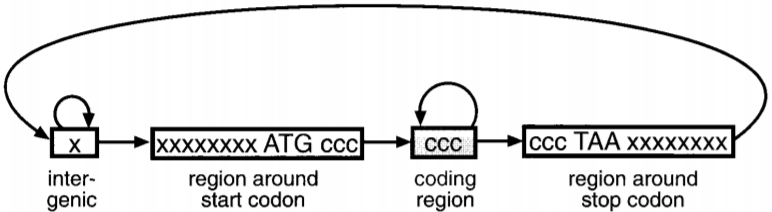 x
xxxxxxxx ATG ccc
ccc
ccc TAA xxxxxxxx
inter-
genic
region around
start codon
coding
region
region around
stop codon